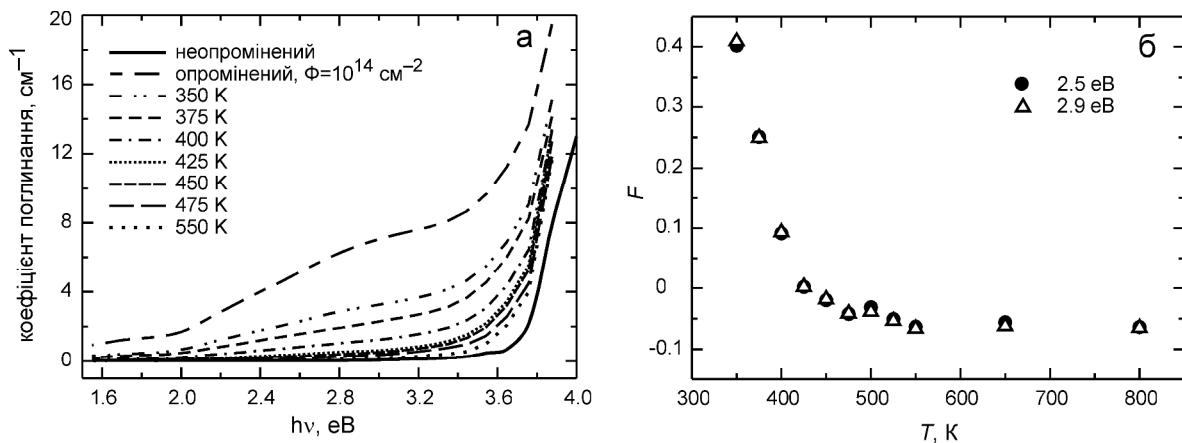 20
16
12
8
4
0
коефіцієнт поглинання, см⁻¹
а
неопромінений
опромінений, Ф=10¹⁴ см⁻²
350 К
375 К
400 К
425 К
450 К
475 К
550 К
1.6 2.0 2.4 2.8 3.2 3.6 4.0
hν, еВ
0.4
0.3
0.2
0.1
0
-0.1
F
б
2.5 еВ
2.9 еВ
300 400 500 600 700 800
T, К